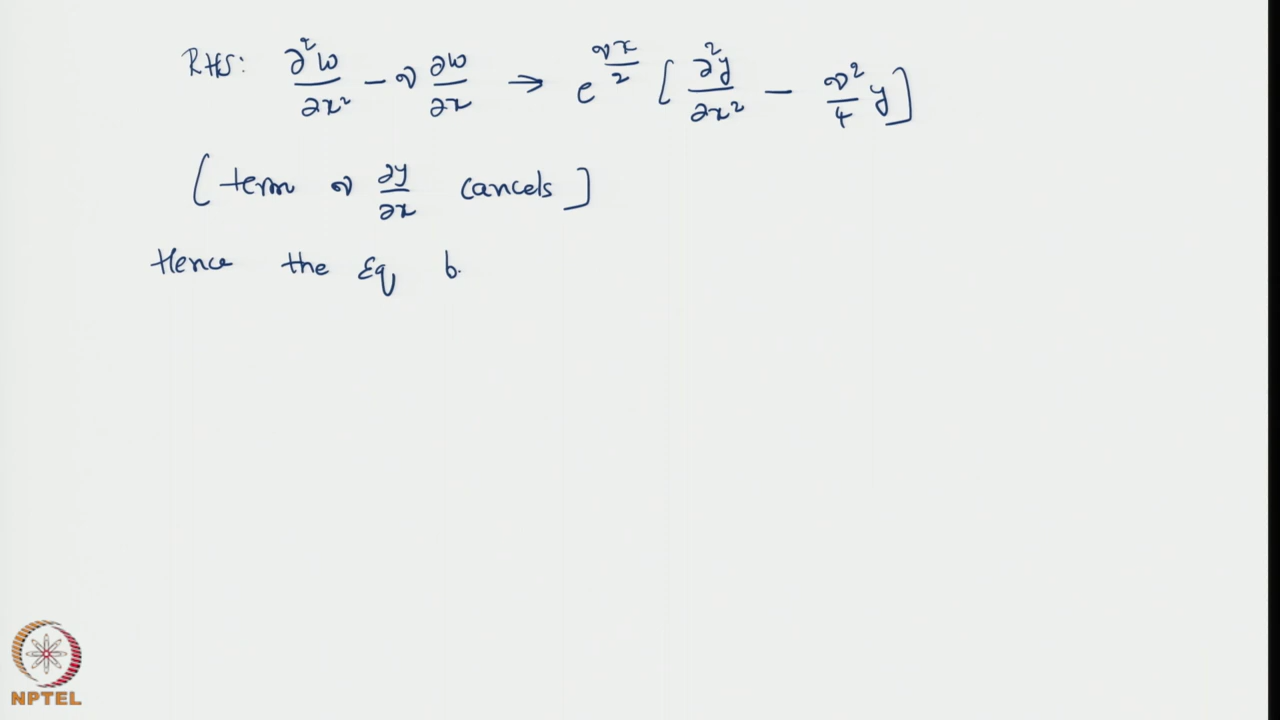 RHS: ∂²w/∂x² − ν ∂w/∂x → e^(νx/2) [∂²y/∂x² − ν²/4 y]
[term ν ∂y/∂x cancels]
Hence the Eq b
NPTEL